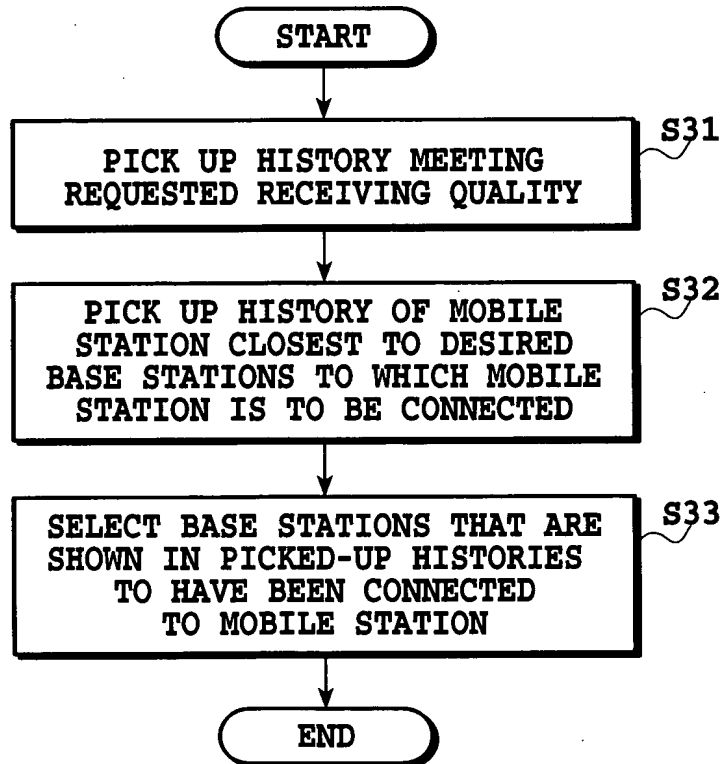 START
S31
PICK UP HISTORY MEETING
REQUESTED RECEIVING QUALITY
S32
PICK UP HISTORY OF MOBILE
STATION CLOSEST TO DESIRED
BASE STATIONS TO WHICH MOBILE
STATION IS TO BE CONNECTED
S33
SELECT BASE STATIONS THAT ARE
SHOWN IN PICKED-UP HISTORIES
TO HAVE BEEN CONNECTED
TO MOBILE STATION
END